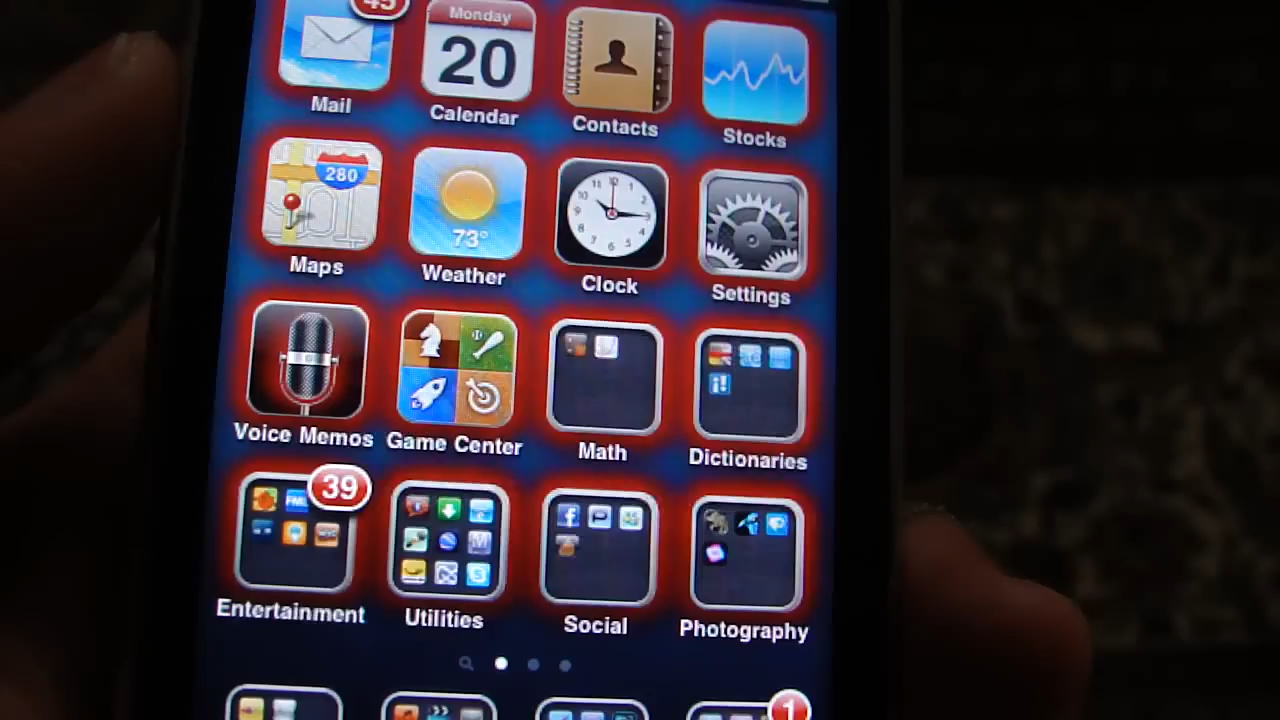 45
Monday
20
Mail
Calendar
Contacts
Stocks
280
73°
Maps
Weather
Clock
Settings
Voice Memos
Game Center
Math
Dictionaries
39
Entertainment
Utilities
Social
Photography
1